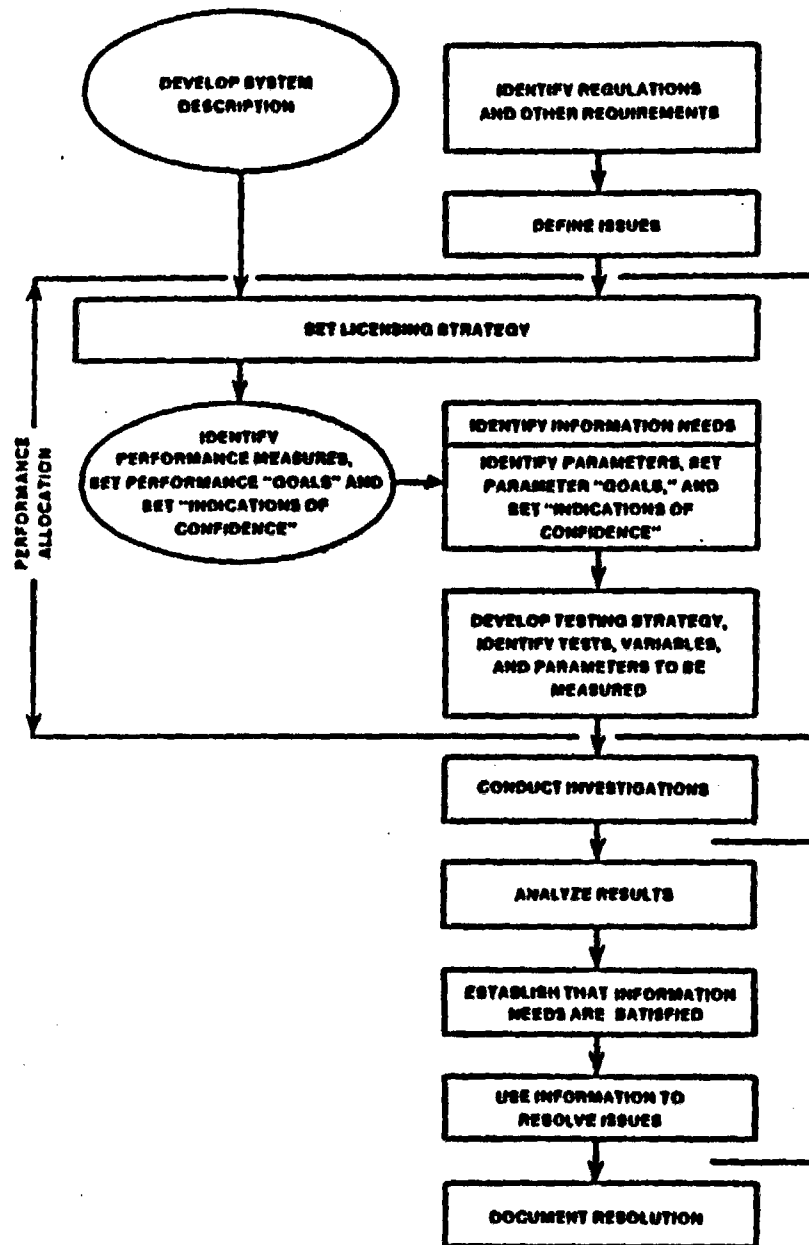 DEVELOP SYSTEM
DESCRIPTION
IDENTIFY REGULATIONS
AND OTHER REQUIREMENTS
DEFINE ISSUES
SET LICENSING STRATEGY
PERFORMANCE
ALLOCATION
IDENTIFY
PERFORMANCE MEASURES,
SET PERFORMANCE "GOALS" AND
SET "INDICATIONS OF
CONFIDENCE"
IDENTIFY INFORMATION NEEDS
IDENTIFY PARAMETERS, SET
PARAMETER "GOALS," AND
SET "INDICATIONS OF
CONFIDENCE"
DEVELOP TESTING STRATEGY,
IDENTIFY TESTS, VARIABLES,
AND PARAMETERS TO BE
MEASURED
CONDUCT INVESTIGATIONS
ANALYZE RESULTS
ESTABLISH THAT INFORMATION
NEEDS ARE SATISFIED
USE INFORMATION TO
RESOLVE ISSUES
DOCUMENT RESOLUTION